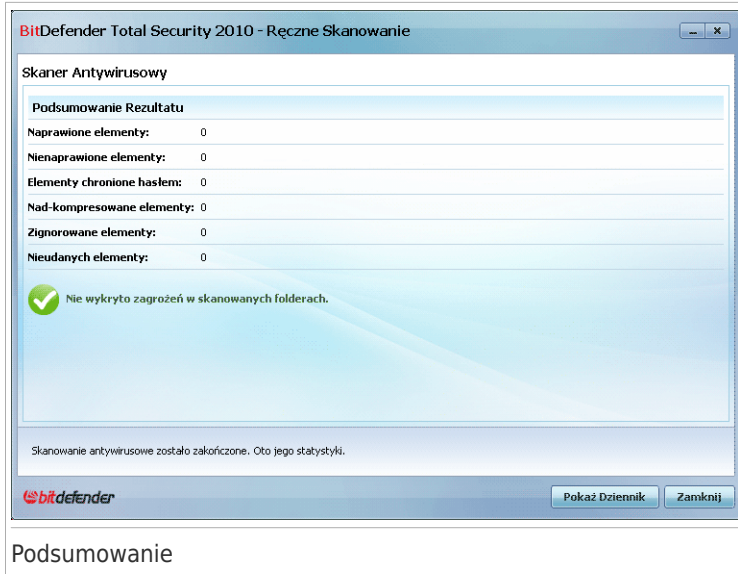 BitDefender Total Security 2010 - Ręczne Skanowanie
Skaner Antywirusowy
Podsumowanie Rezultatu
Naprawione elementy: 0
Nienaprawione elementy: 0
Elementy chronione hasłem: 0
Nad-kompresowane elementy: 0
Zignorowane elementy: 0
Nieudanych elementy: 0
Nie wykryto zagrożeń w skanowanych folderach.
Skanowanie antywirusowe zostało zakończone. Oto jego statystyki.
bitdefender
Pokaż Dziennik
Zamknij
Podsumowanie